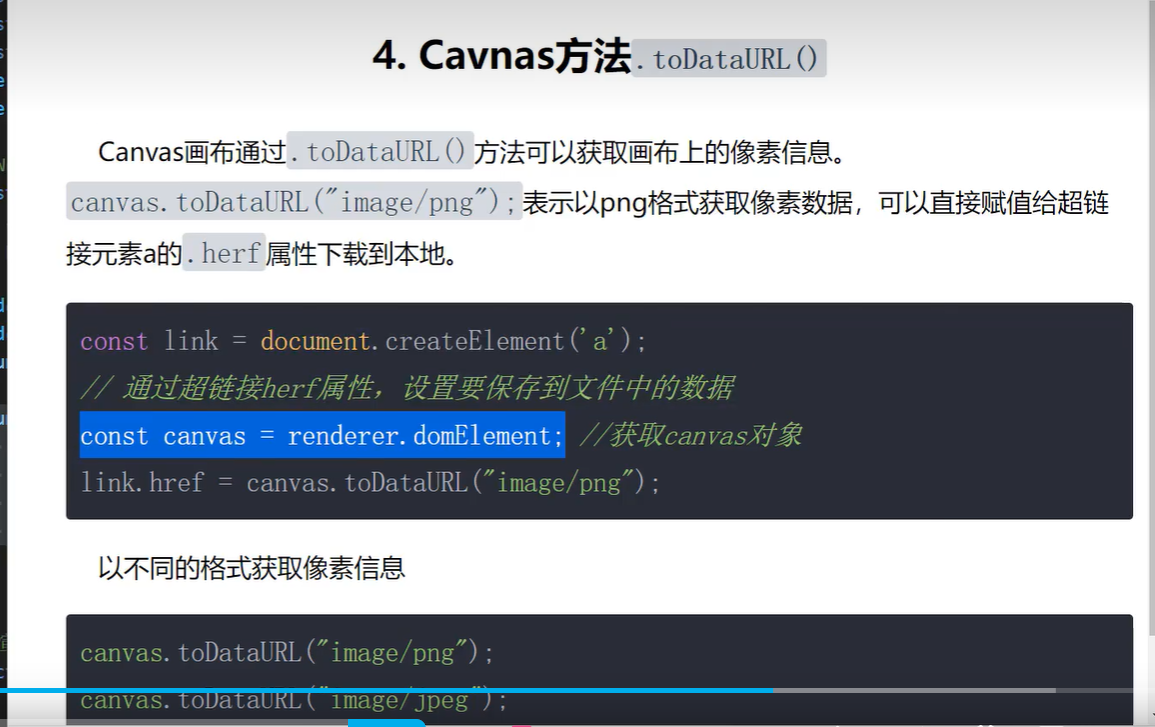 4. Cavnas方法.toDataURL()
Canvas画布通过.toDataURL()方法可以获取画布上的像素信息。
canvas.toDataURL("image/png");表示以png格式获取像素数据，可以直接赋值给超链
接元素a的.herf属性下载到本地。
const link = document.createElement('a');
// 通过超链接herf属性，设置要保存到文件中的数据
const canvas = renderer.domElement; //获取canvas对象
link.href = canvas.toDataURL("image/png");
以不同的格式获取像素信息
canvas.toDataURL("image/png");
canvas.toDataURL("image/jpeg");